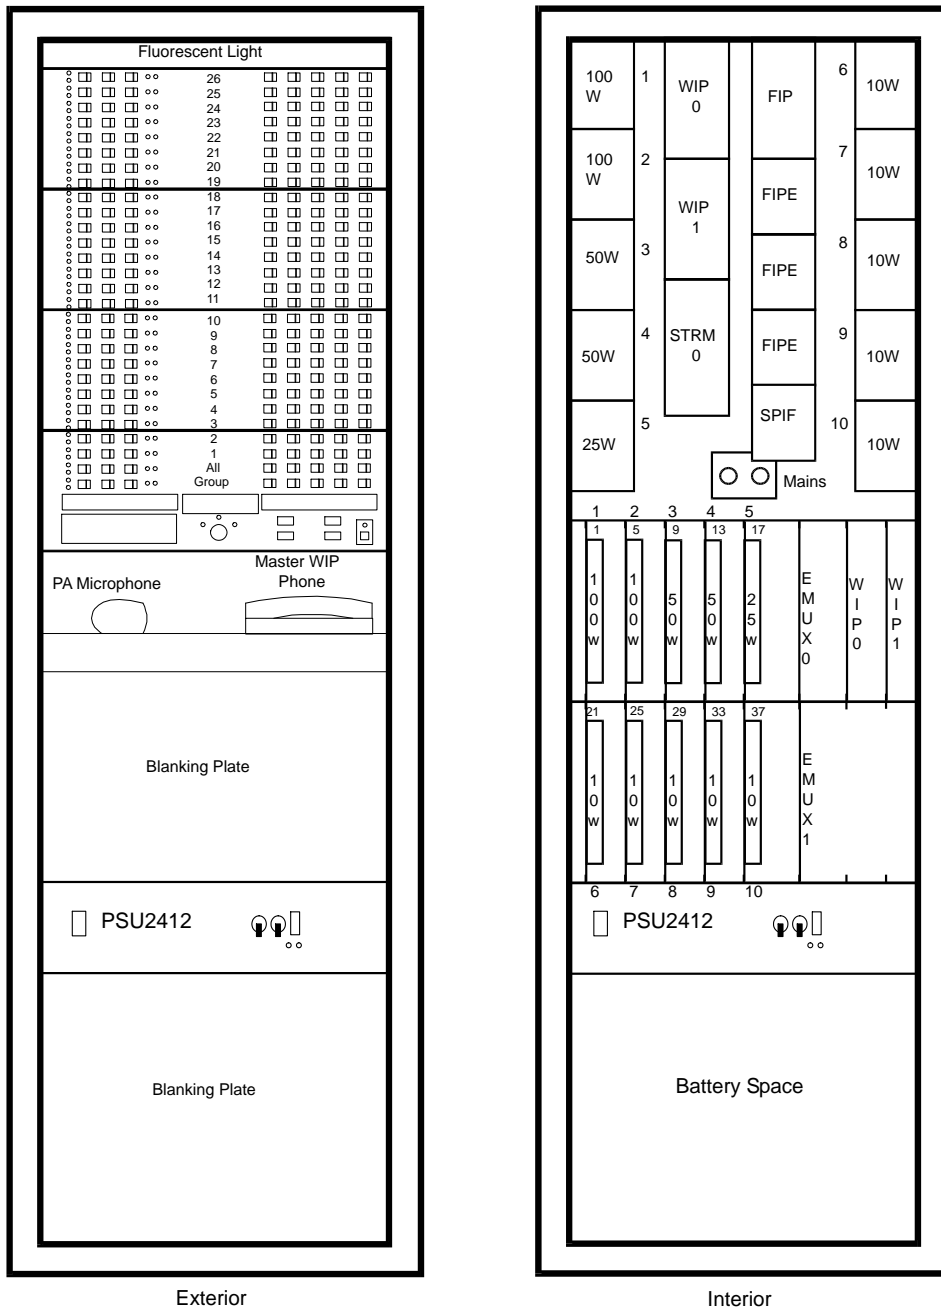 Fluorescent Light
26
25
24
23
22
21
20
19
18
17
16
15
14
13
12
11
10
9
8
7
6
5
4
3
2
1
All
Group
PA Microphone
Master WIP
Phone
Blanking Plate
PSU2412
Blanking Plate
Exterior
100
W
1
WIP
0
FIP
6
10W
100
W
2
WIP
1
FIPE
7
10W
50W
3
FIPE
8
10W
50W
4
STRM
0
FIPE
9
10W
25W
5
SPIF
10
10W
Mains
1 2 3 4 5
1 5 9 13 17
100w
100w
50w
50w
25w
EMUX0
WIP0
WIP1
21 25 29 33 37
10w
10w
10w
10w
10w
EMUX1
6 7 8 9 10
PSU2412
Battery Space
Interior